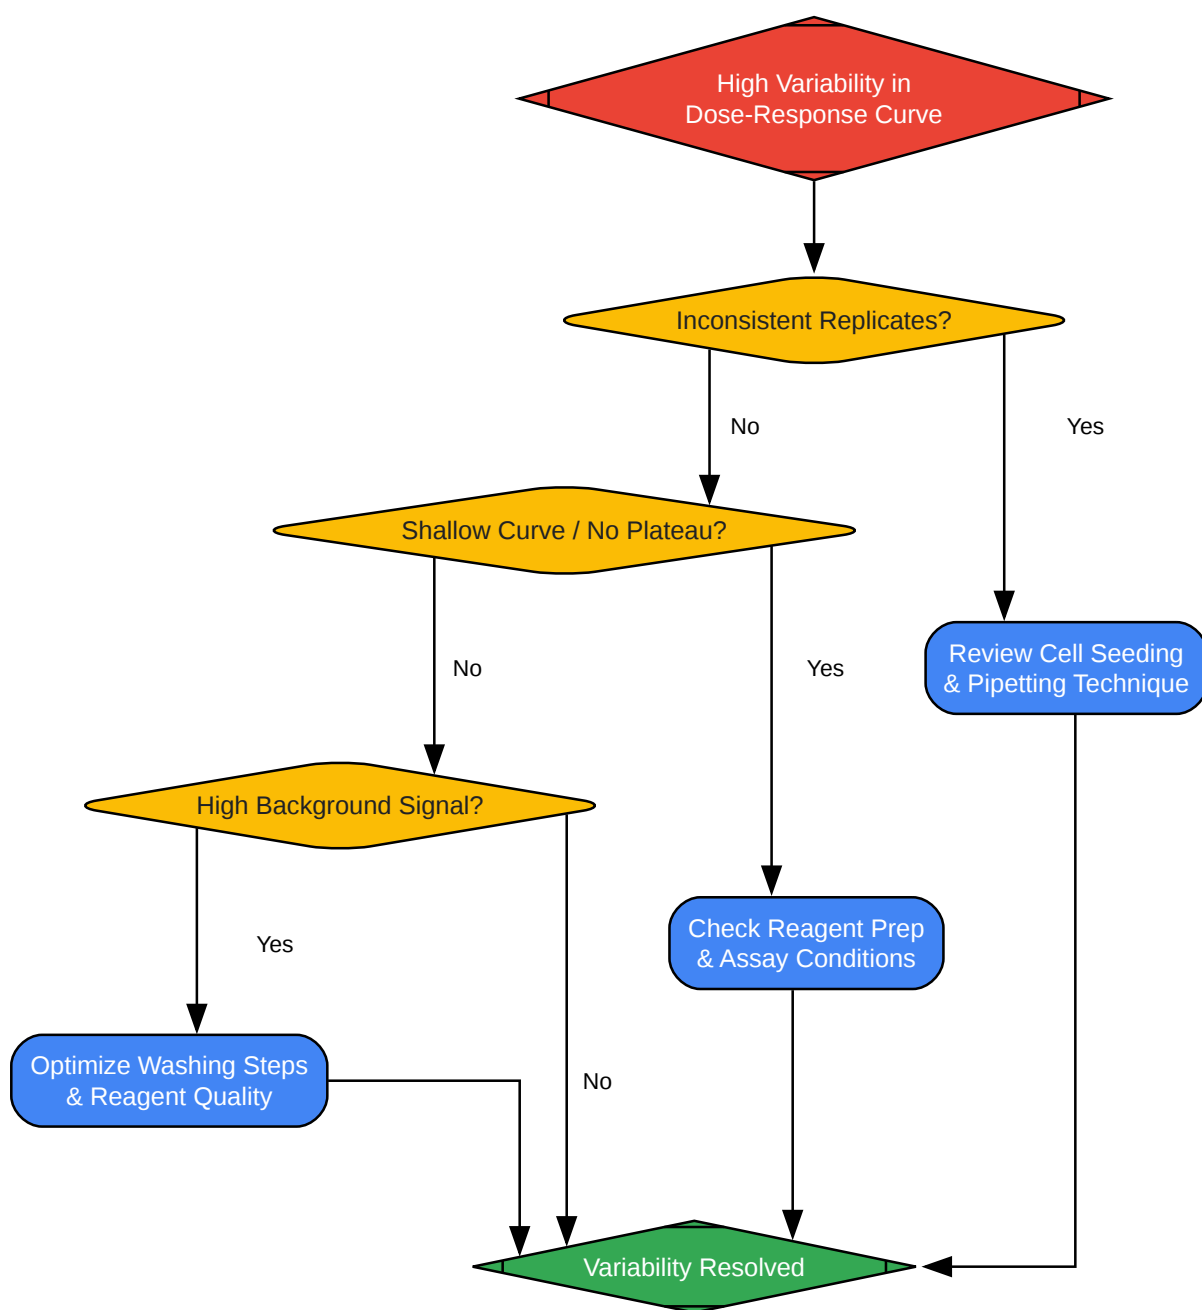 High Variability in
Dose-Response Curve
Inconsistent Replicates?
No
Yes
Shallow Curve / No Plateau?
No
Yes
Review Cell Seeding
& Pipetting Technique
High Background Signal?
Yes
Check Reagent Prep
& Assay Conditions
Optimize Washing Steps
& Reagent Quality
No
Variability Resolved